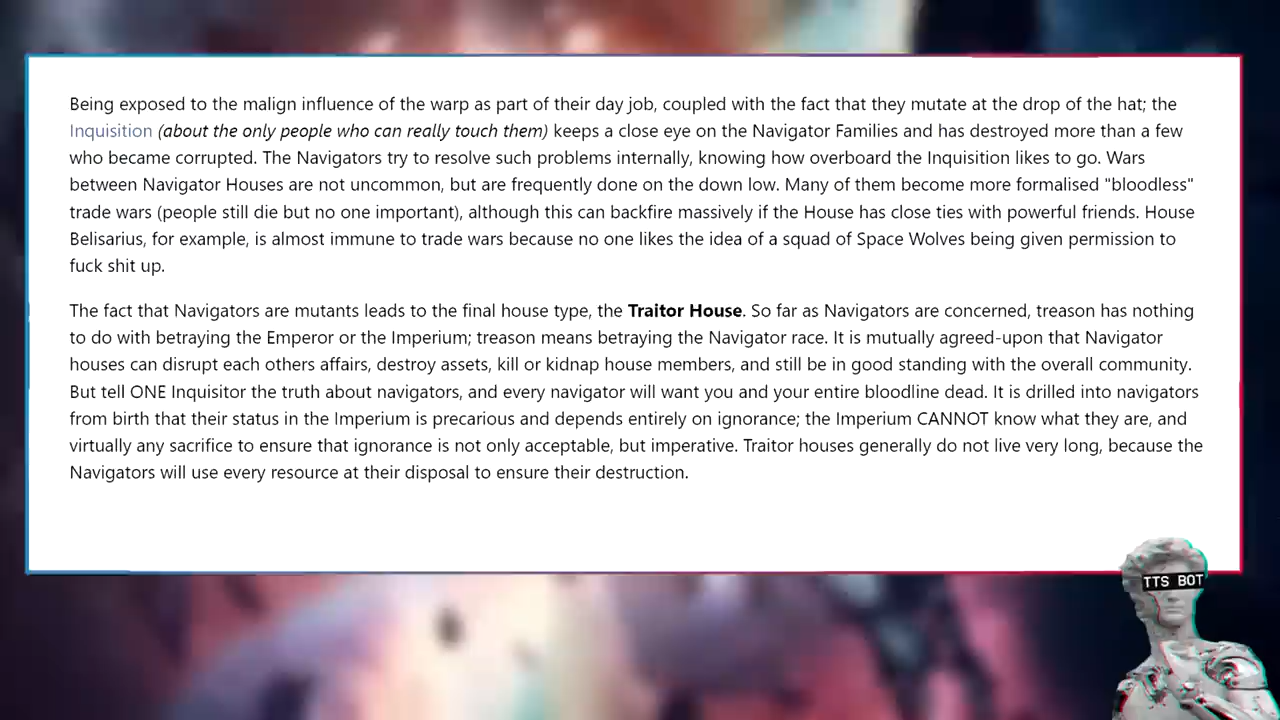 Being exposed to the malign influence of the warp as part of their day job, coupled with the fact that they mutate at the drop of the hat; the
Inquisition (about the only people who can really touch them) keeps a close eye on the Navigator Families and has destroyed more than a few
who became corrupted. The Navigators try to resolve such problems internally, knowing how overboard the Inquisition likes to go. Wars
between Navigator Houses are not uncommon, but are frequently done on the down low. Many of them become more formalised "bloodless"
trade wars (people still die but no one important), although this can backfire massively if the House has close ties with powerful friends. House
Belisarius, for example, is almost immune to trade wars because no one likes the idea of a squad of Space Wolves being given permission to
fuck shit up.
The fact that Navigators are mutants leads to the final house type, the Traitor House. So far as Navigators are concerned, treason has nothing
to do with betraying the Emperor or the Imperium; treason means betraying the Navigator race. It is mutually agreed-upon that Navigator
houses can disrupt each others affairs, destroy assets, kill or kidnap house members, and still be in good standing with the overall community.
But tell ONE Inquisitor the truth about navigators, and every navigator will want you and your entire bloodline dead. It is drilled into navigators
from birth that their status in the Imperium is precarious and depends entirely on ignorance; the Imperium CANNOT know what they are, and
virtually any sacrifice to ensure that ignorance is not only acceptable, but imperative. Traitor houses generally do not live very long, because the
Navigators will use every resource at their disposal to ensure their destruction.
TTS BOT